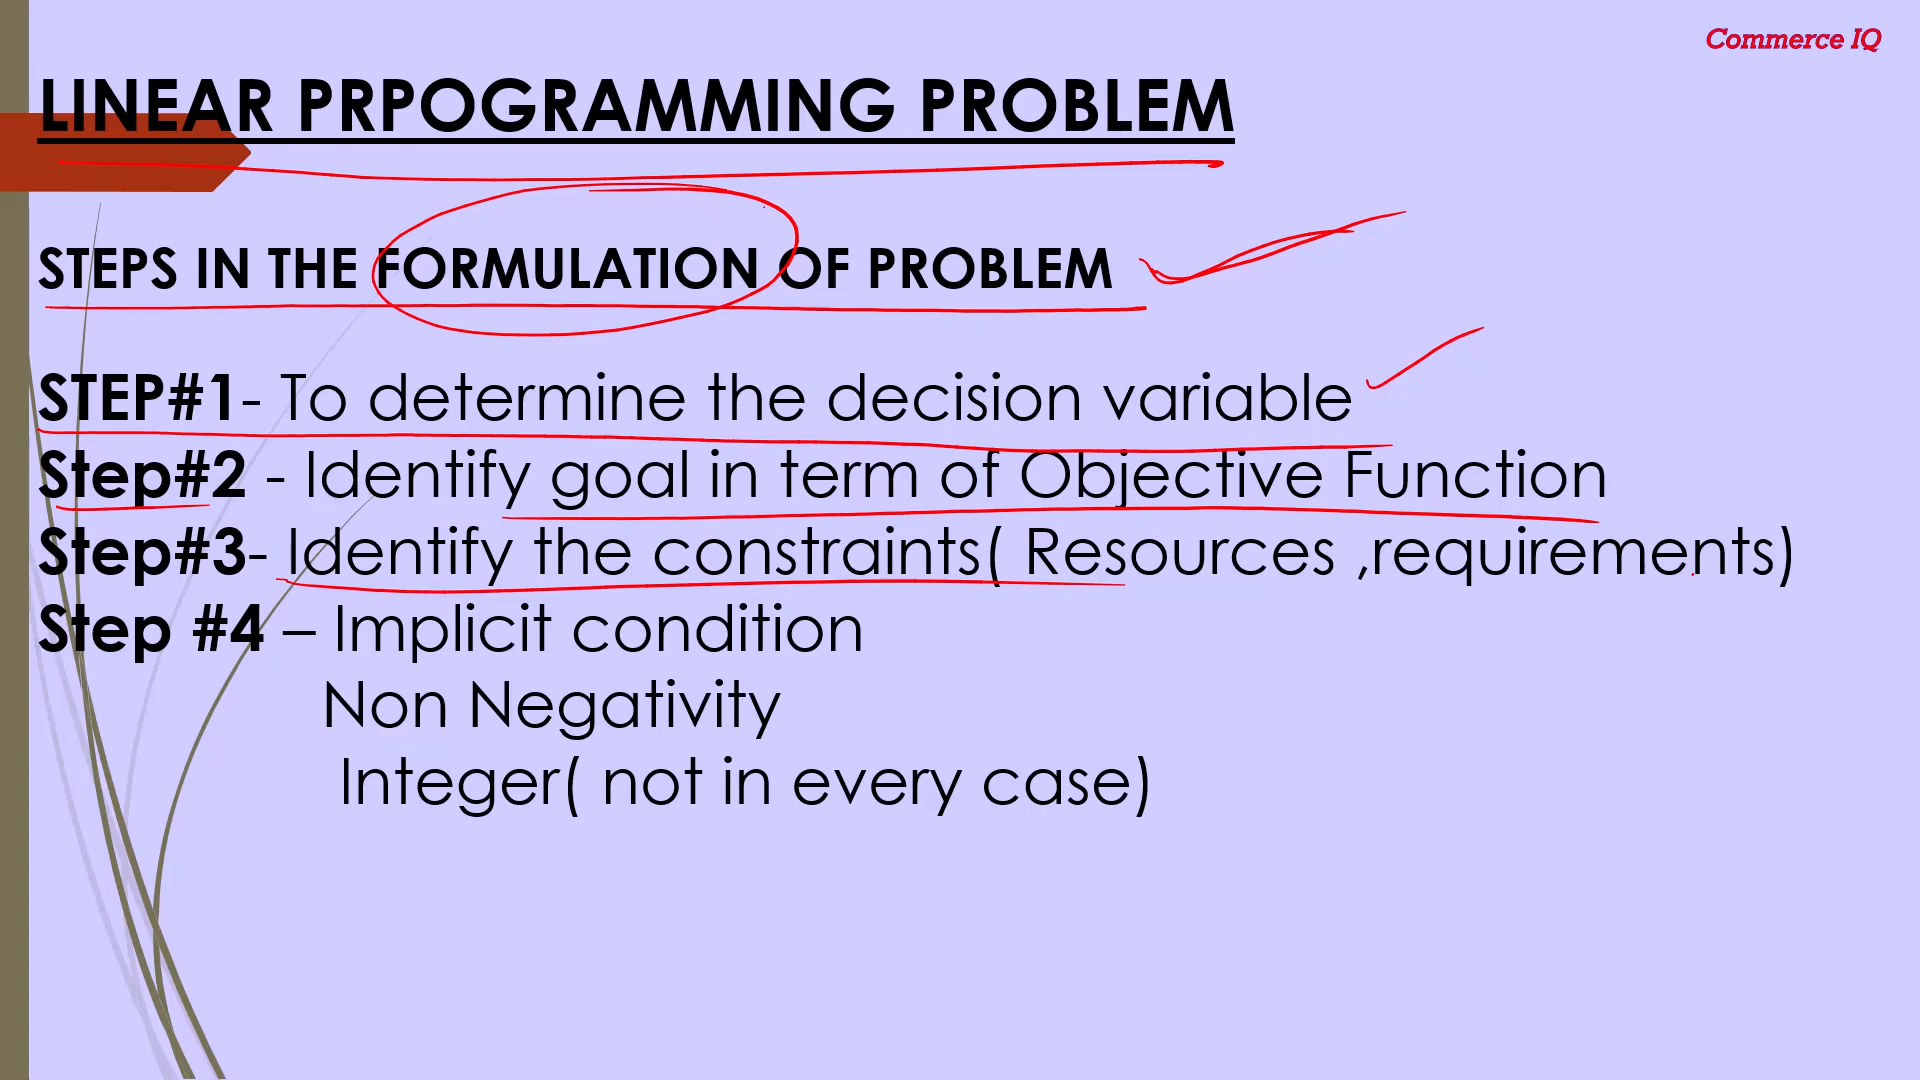 Commerce IQ
LINEAR PRPOGRAMMING PROBLEM
STEPS IN THE FORMULATION OF PROBLEM
STEP#1- To determine the decision variable
Step#2 - Identify goal in term of Objective Function
Step#3- Identify the constraints( Resources ,requirements)
Step #4 – Implicit condition
Non Negativity
Integer( not in every case)